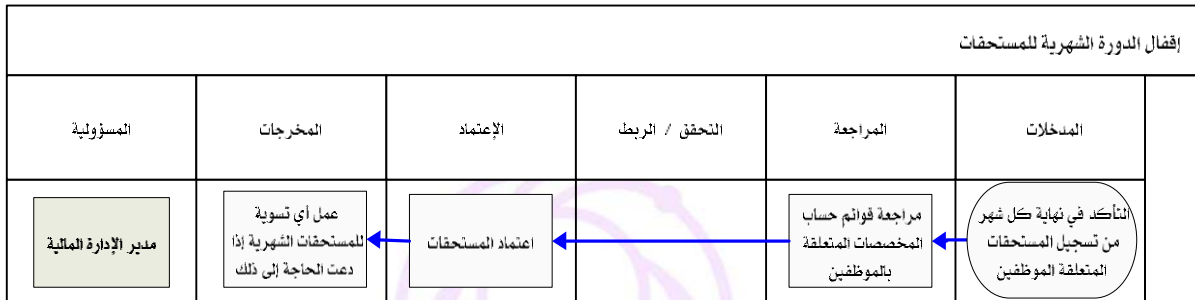 إقفال الدورة الشهرية للمستحقات
المدخلات
المراجعة
التحقق / الربط
الإعتماد
المخرجات
المسؤولية
التأكد في نهاية كل شهر
من تسجيل المستحقات
المتعلقة الموظفين
مراجعة قوائم حساب
المخصصات المتعلقة
بالموظفين
اعتماد المستحقات
عمل أي تسوية
للمستحقات الشهرية إذا
دعت الحاجة إلى ذلك
مدير الإدارة المالية